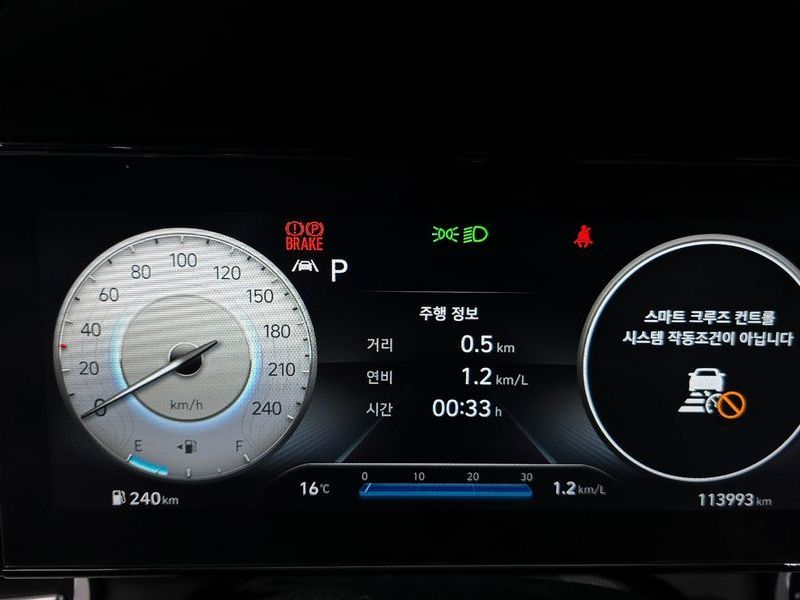 BRAKE
P
80 100 120
60 150
40 180
20 210
0 240
km/h
E F
240 km
주행 정보
거리 0.5 km
연비 1.2 km/L
시간 00:33 h
0 10 20 30
16℃
1.2 km/L
스마트 크루즈 컨트롤
시스템 작동조건이 아닙니다
113993 km